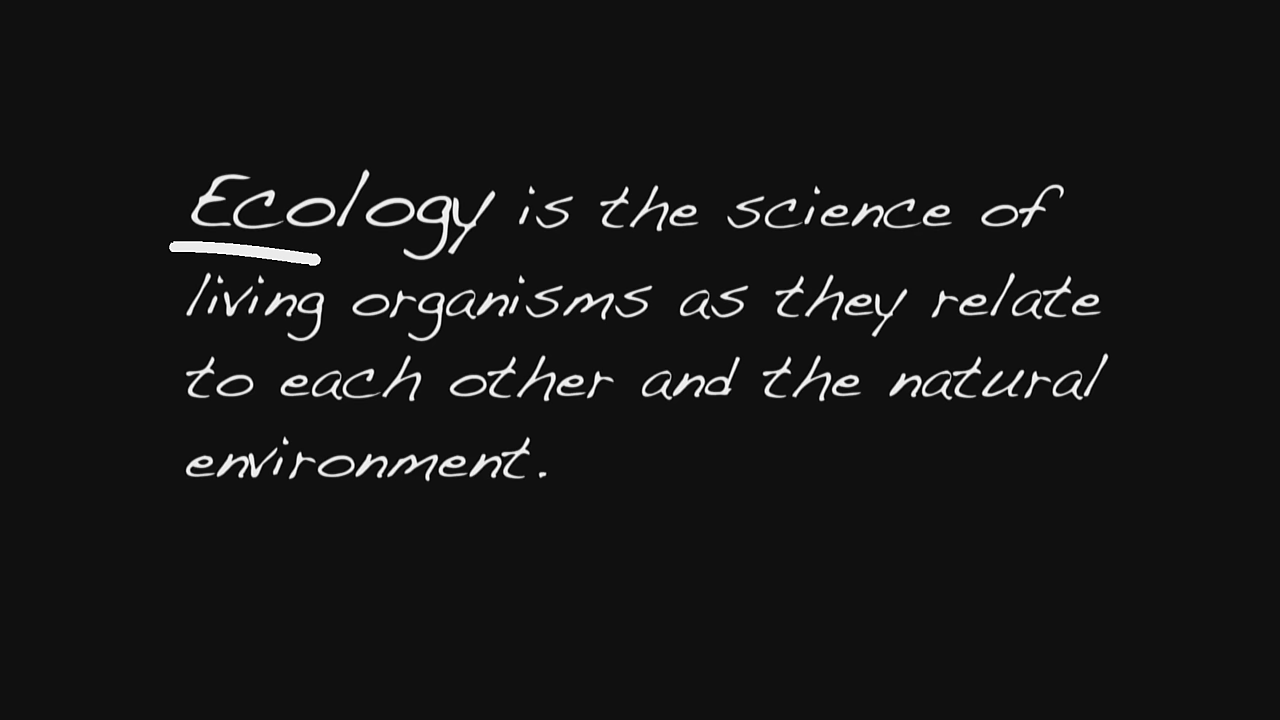 Ecology is the science of
living organisms as they relate
to each other and the natural
environment.